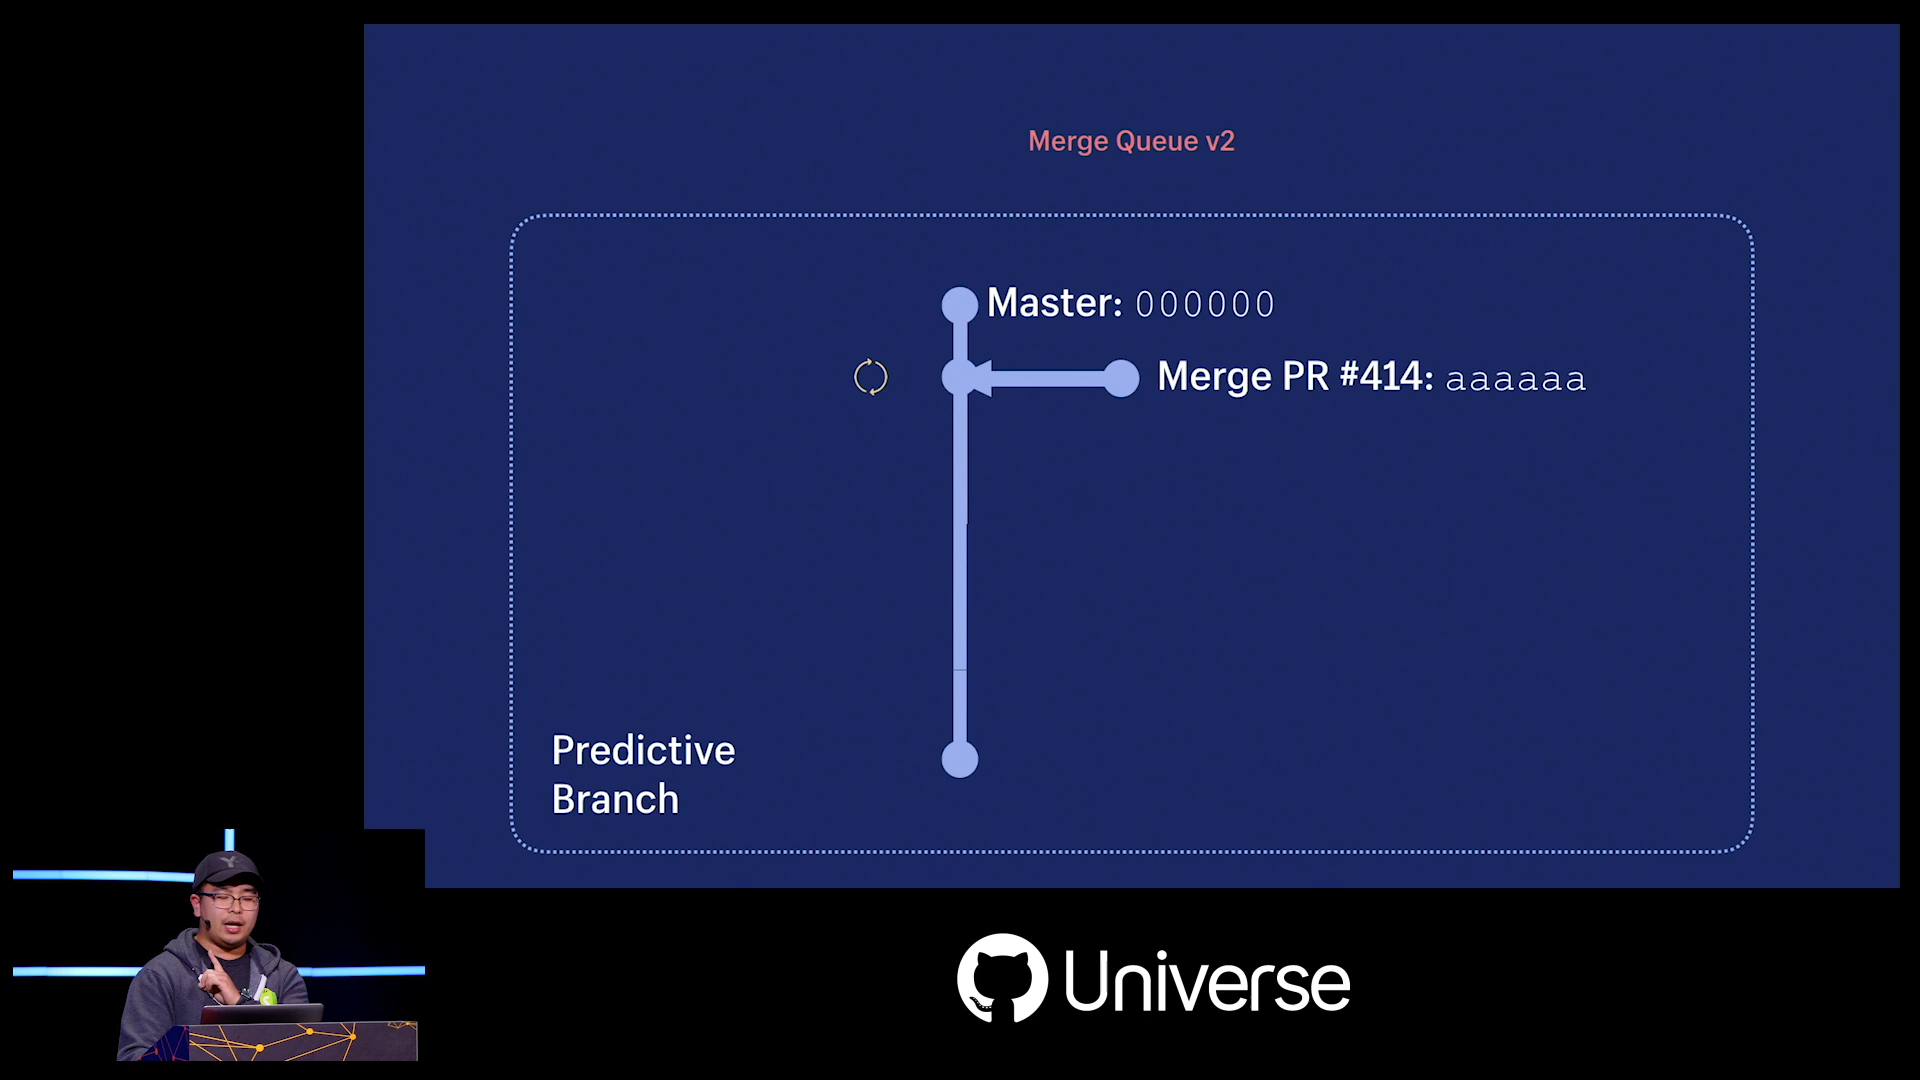 Merge Queue v2
Master: 000000
Merge PR #414: aaaaaa
Predictive
Branch
Universe